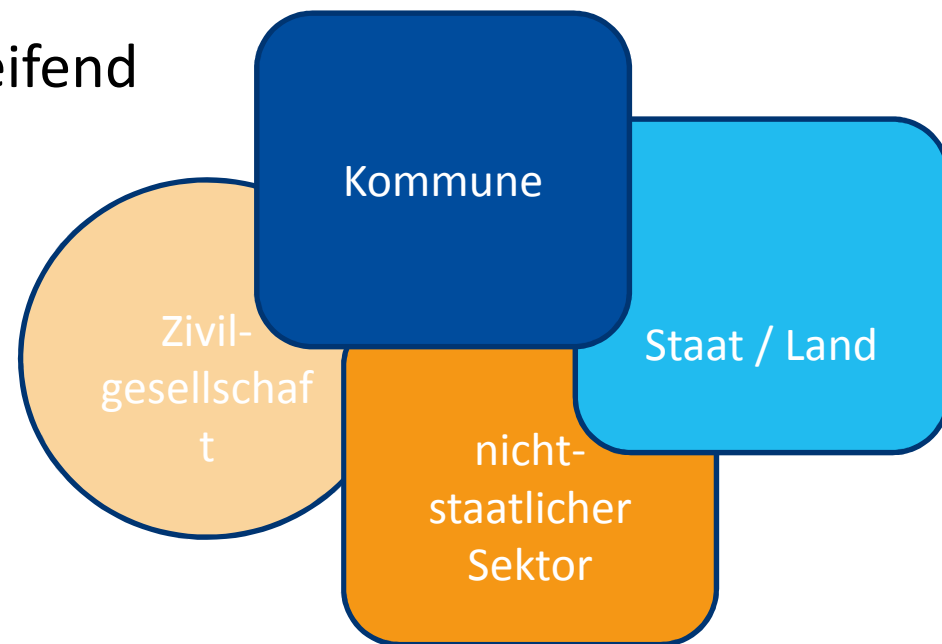 eifend
Kommune
Zivil-
gesellschaf
t
Staat / Land
nicht-
staatlicher
Sektor